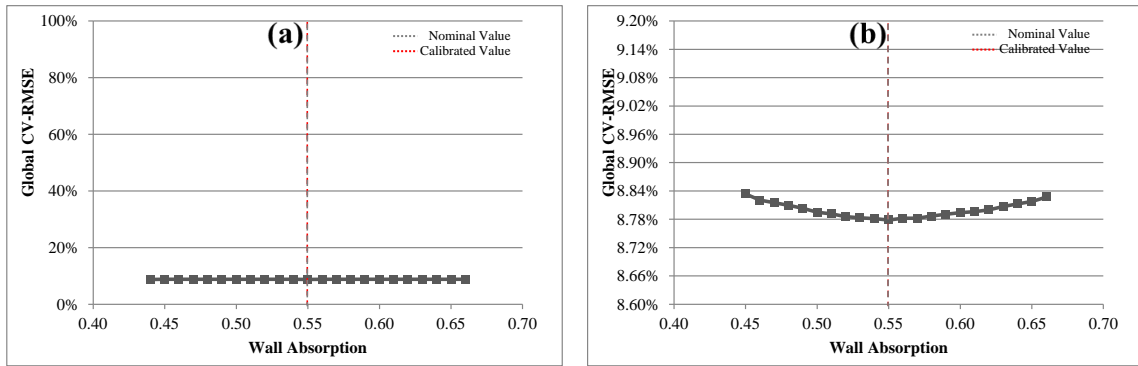 (a)
Nominal Value
Calibrated Value
100%
80%
60%
40%
20%
0%
Global CV-RMSE
0.40 0.45 0.50 0.55 0.60 0.65 0.70
Wall Absorption
(b)
Nominal Value
Calibrated Value
9.20%
9.14%
9.08%
9.02%
8.96%
8.90%
8.84%
8.78%
8.72%
8.66%
8.60%
Global CV-RMSE
0.40 0.45 0.50 0.55 0.60 0.65 0.70
Wall Absorption